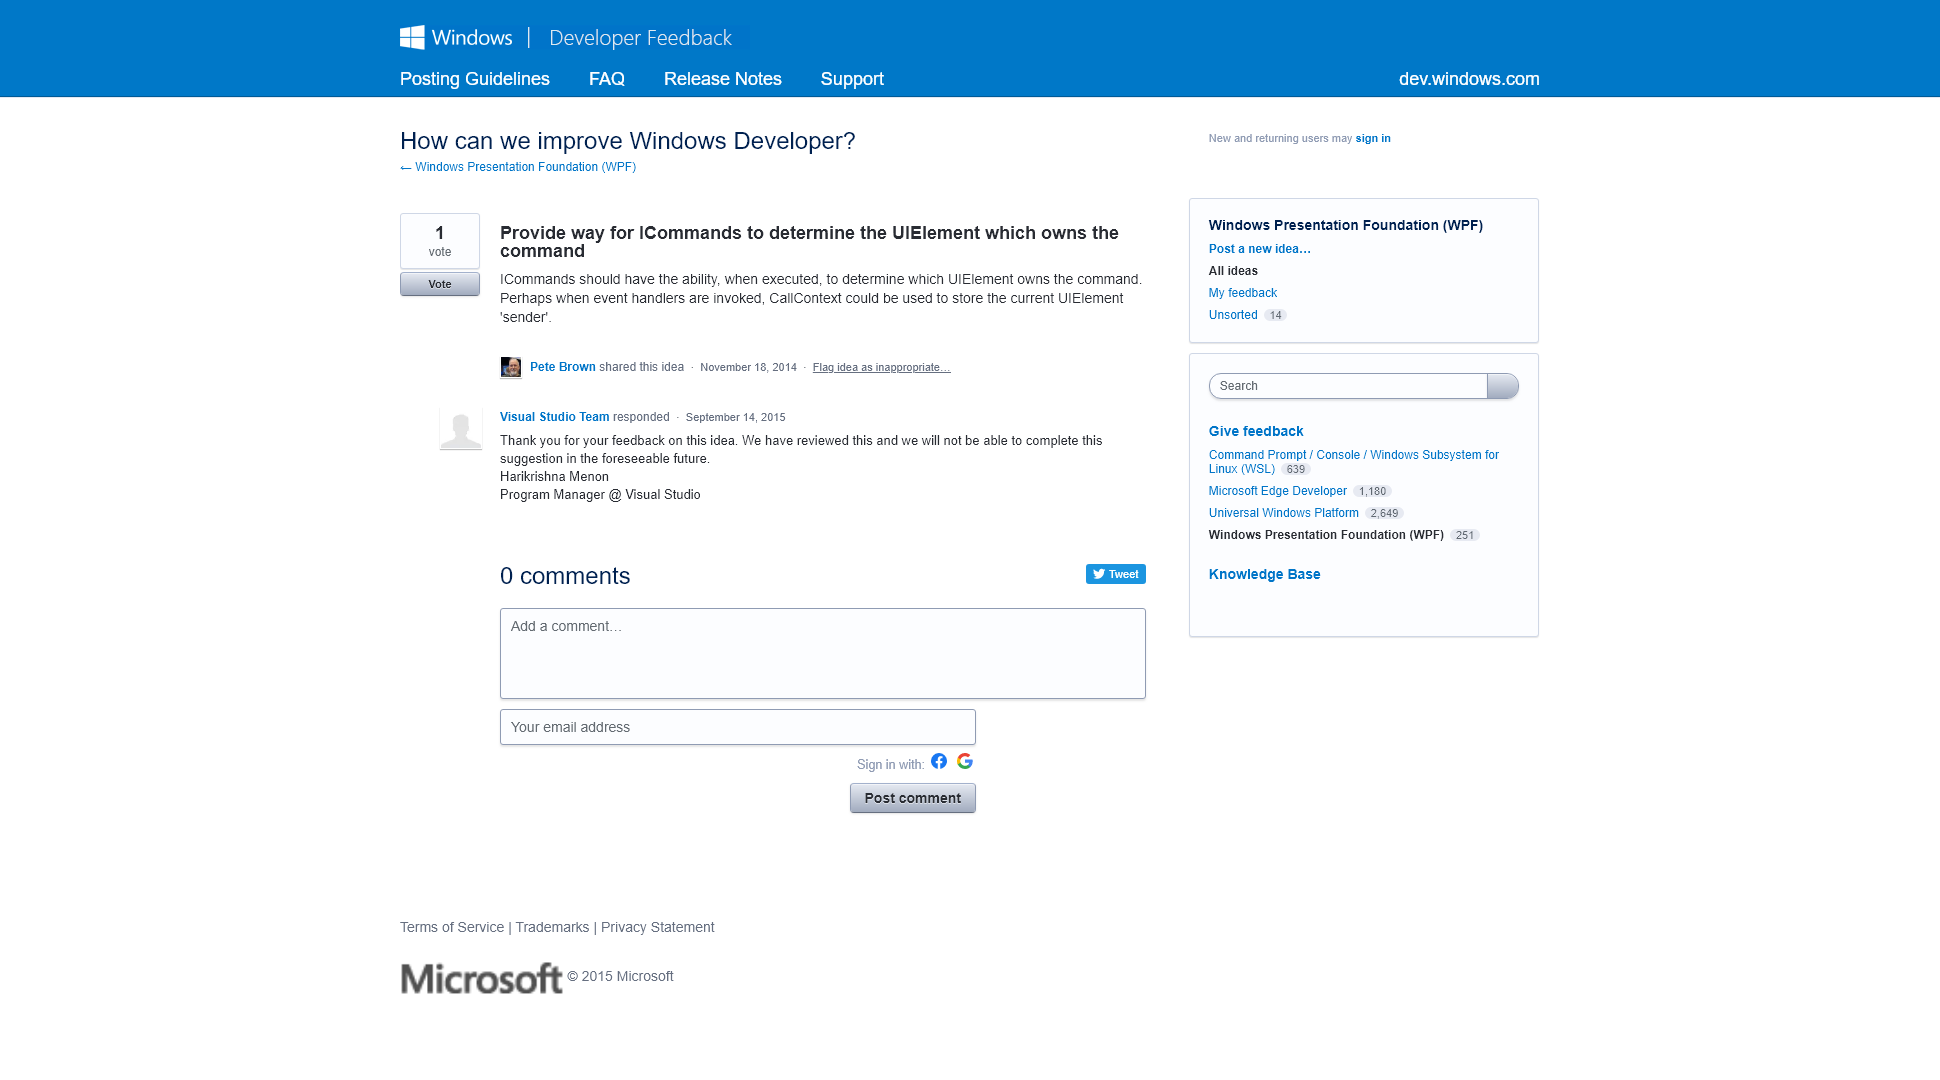 Windows | Developer Feedback
Posting Guidelines FAQ Release Notes Support dev.windows.com
How can we improve Windows Developer?
← Windows Presentation Foundation (WPF)
New and returning users may sign in
1
vote
Vote
Provide way for ICommands to determine the UIElement which owns the
command
ICommands should have the ability, when executed, to determine which UIElement owns the command.
Perhaps when event handlers are invoked, CallContext could be used to store the current UIElement
'sender'.
Pete Brown shared this idea · November 18, 2014 · Flag idea as inappropriate…
Visual Studio Team responded · September 14, 2015
Thank you for your feedback on this idea. We have reviewed this and we will not be able to complete this
suggestion in the foreseeable future.
Harikrishna Menon
Program Manager @ Visual Studio
0 comments
Tweet
Add a comment…
Your email address
Sign in with:
Post comment
Windows Presentation Foundation (WPF)
Post a new idea…
All ideas
My feedback
Unsorted 14
Search
Give feedback
Command Prompt / Console / Windows Subsystem for
Linux (WSL) 639
Microsoft Edge Developer 1,180
Universal Windows Platform 2,649
Windows Presentation Foundation (WPF) 251
Knowledge Base
Terms of Service | Trademarks | Privacy Statement
Microsoft © 2015 Microsoft